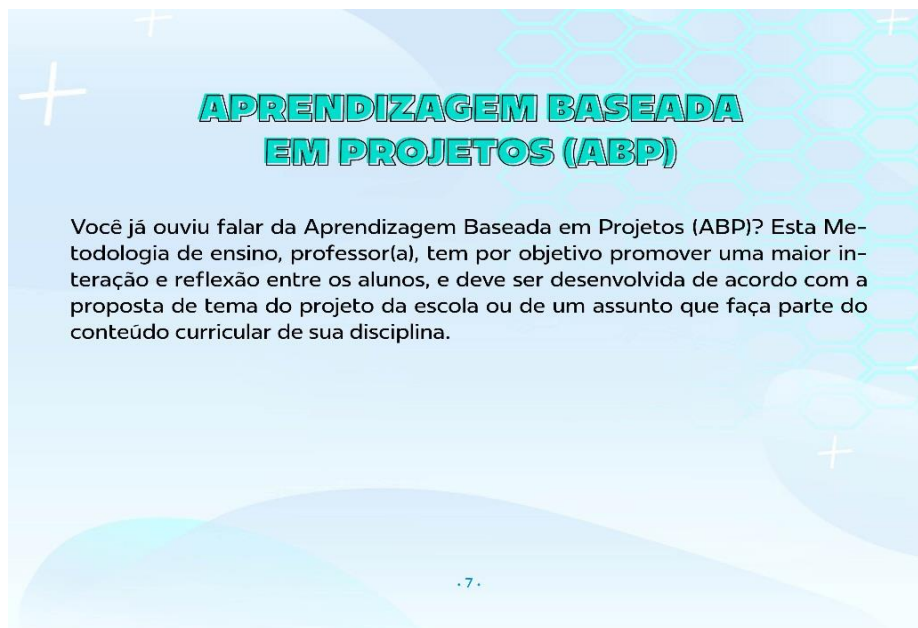 APRENDIZAGEM BASEADA
EM PROJETOS (ABP)
Você já ouviu falar da Aprendizagem Baseada em Projetos (ABP)? Esta Me-
todologia de ensino, professor(a), tem por objetivo promover uma maior in-
teração e reflexão entre os alunos, e deve ser desenvolvida de acordo com a
proposta de tema do projeto da escola ou de um assunto que faça parte do
conteúdo curricular de sua disciplina.
• 7 •